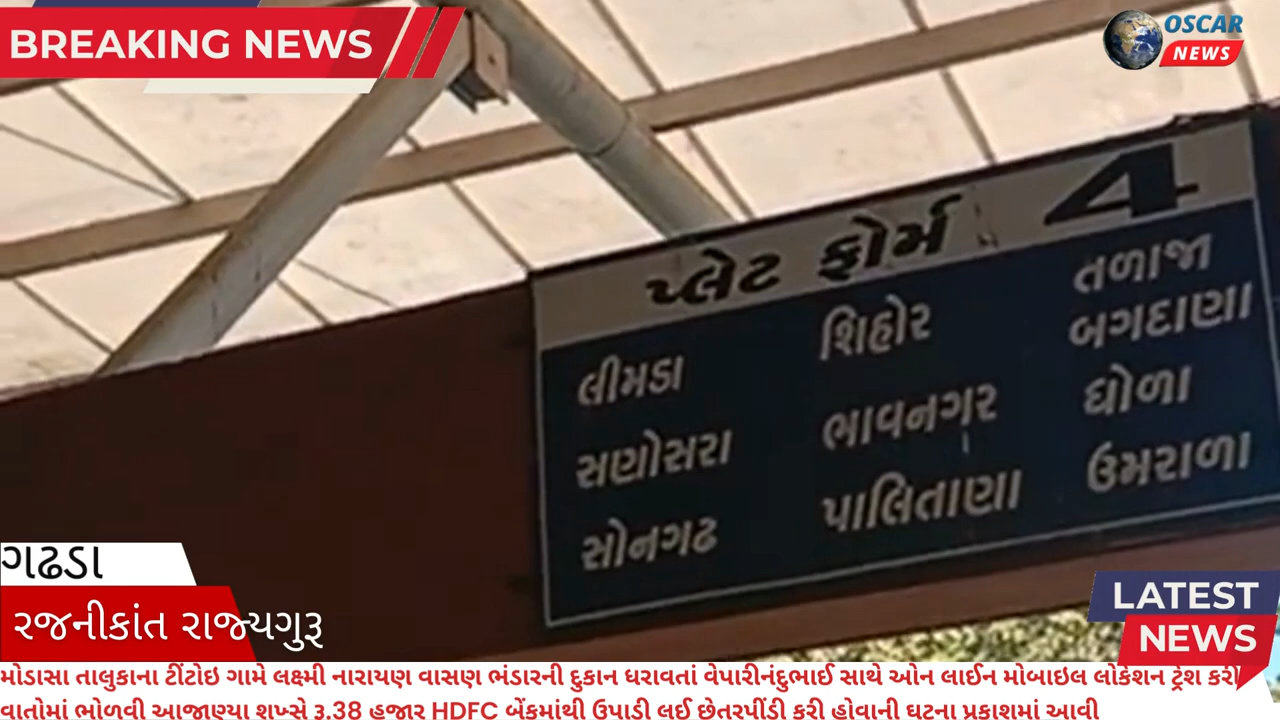 BREAKING NEWS
OSCAR
NEWS
પ્લેટ ફોર્મ 4
લીમડા
સણોસરા
સોનગઢ
શિહોર
ભાવનગર
પાલિતાણા
તળાજા
બગદાણા
ધોળા
ઉમરાળા
ગઢડા
રજનીકાંત રાજ્યગુરૂ
LATEST
NEWS
મોડાસા તાલુકાના ટીંટોઇ ગામે લક્ષ્મી નારાયણ વાસણ ભંડારની દુકાન ધરાવતાં વેપારીનંદુભાઈ સાથે ઓન લાઈન મોબાઇલ લોકેશન ટ્રેશ કરી
વાતોમાં ભોળવી આજાણ્યા શખ્સે રૂ.38 હજાર HDFC બેંકમાંથી ઉપાડી લઈ છેતરપીંડી કરી હોવાની ઘટના પ્રકાશમાં આવી